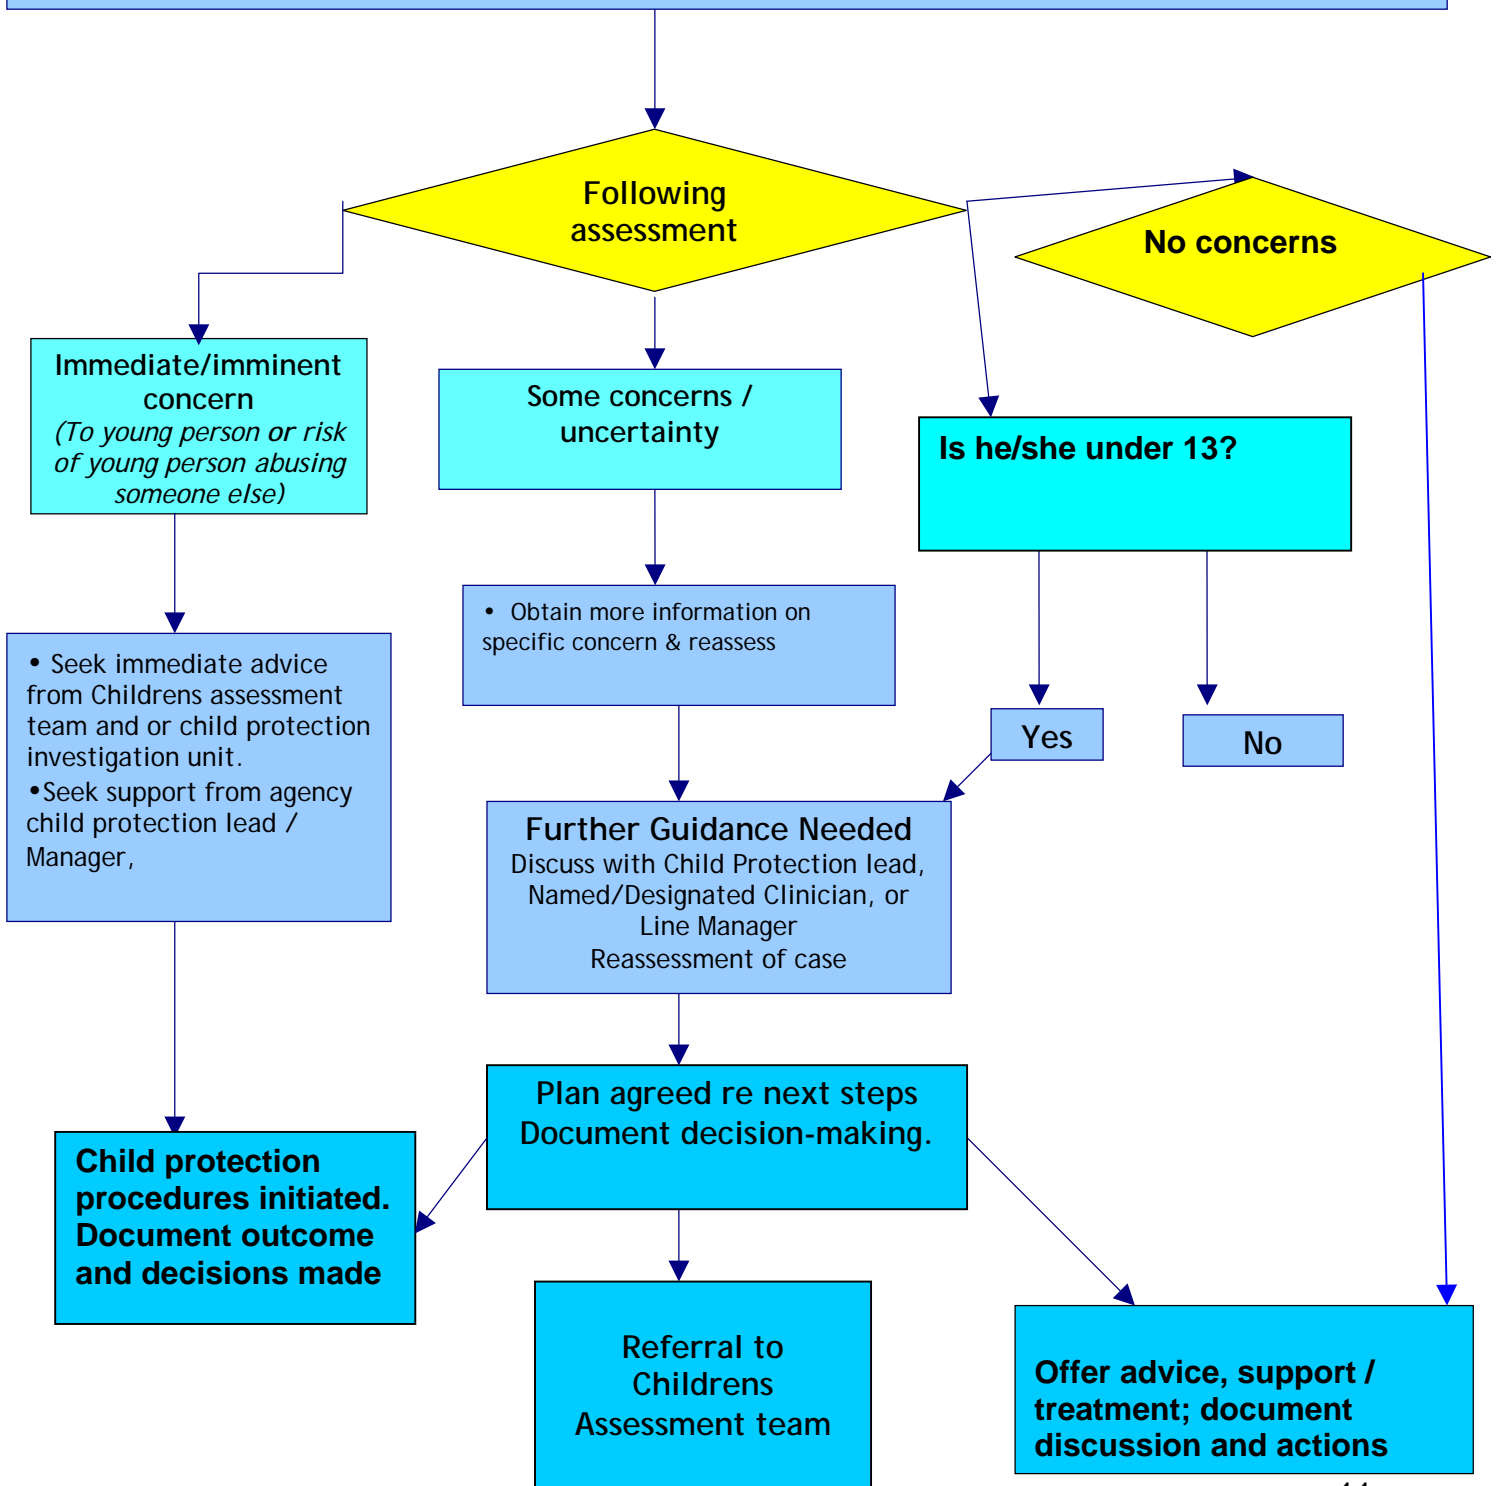 Following
assessment
No concerns
Immediate/imminent
concern
(To young person or risk
of young person abusing
someone else)
Some concerns /
uncertainty
Is he/she under 13?
• Obtain more information on
specific concern & reassess
• Seek immediate advice
from Childrens assessment
team and or child protection
investigation unit.
•Seek support from agency
child protection lead /
Manager,
Yes
No
Further Guidance Needed
Discuss with Child Protection lead,
Named/Designated Clinician, or
Line Manager
Reassessment of case
Plan agreed re next steps
Document decision-making.
Child protection
procedures initiated.
Document outcome
and decisions made
Referral to
Childrens
Assessment team
Offer advice, support /
treatment; document
discussion and actions